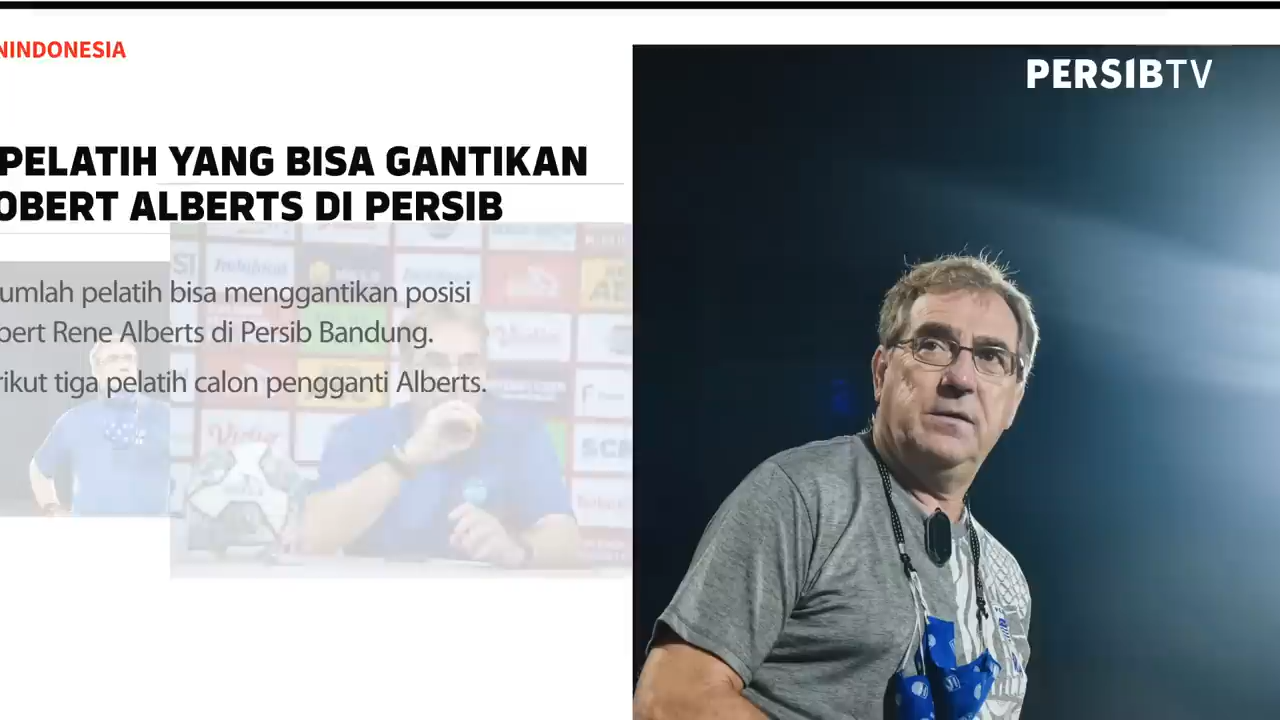 NINDONESIA
PERSIBTV
PELATIH YANG BISA GANTIKAN
OBERT ALBERTS DI PERSIB
umlah pelatih bisa menggantikan posisi
bert Rene Alberts di Persib Bandung.
rikut tiga pelatih calon pengganti Alberts.